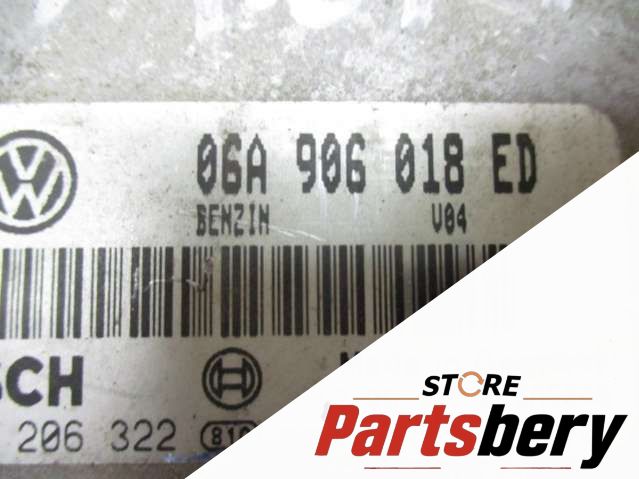 06A 906 018 ED
BENZIN V04
SCH
206 322
STORE
Partsbery